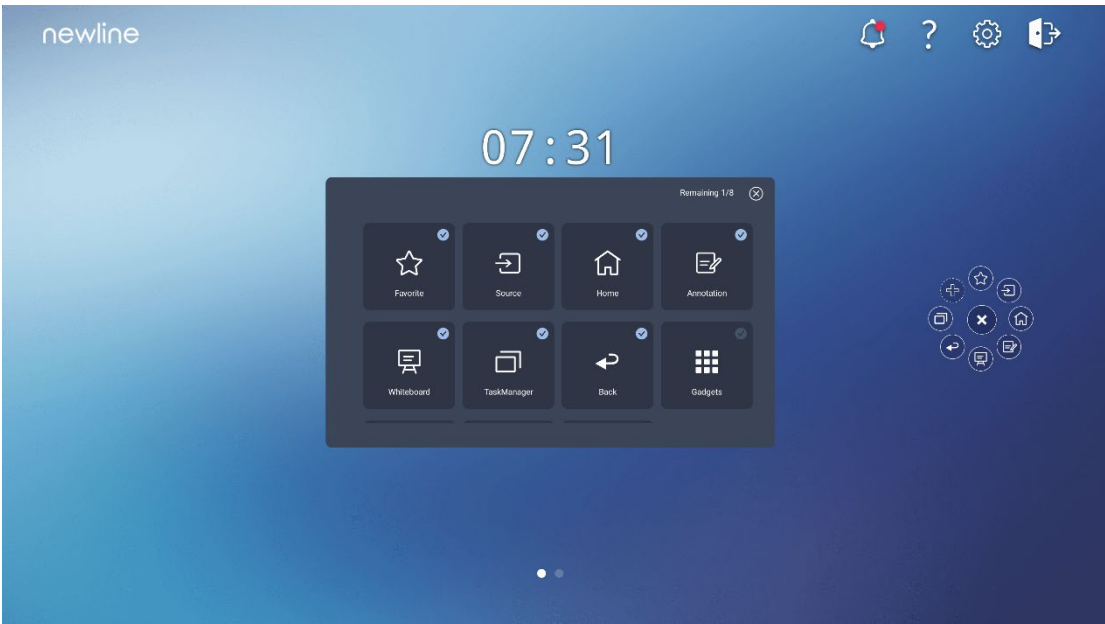 newline
?
07:31
Remaining 1/8
Favorite
Source
Home
Annotation
Whiteboard
TaskManager
Back
Gadgets